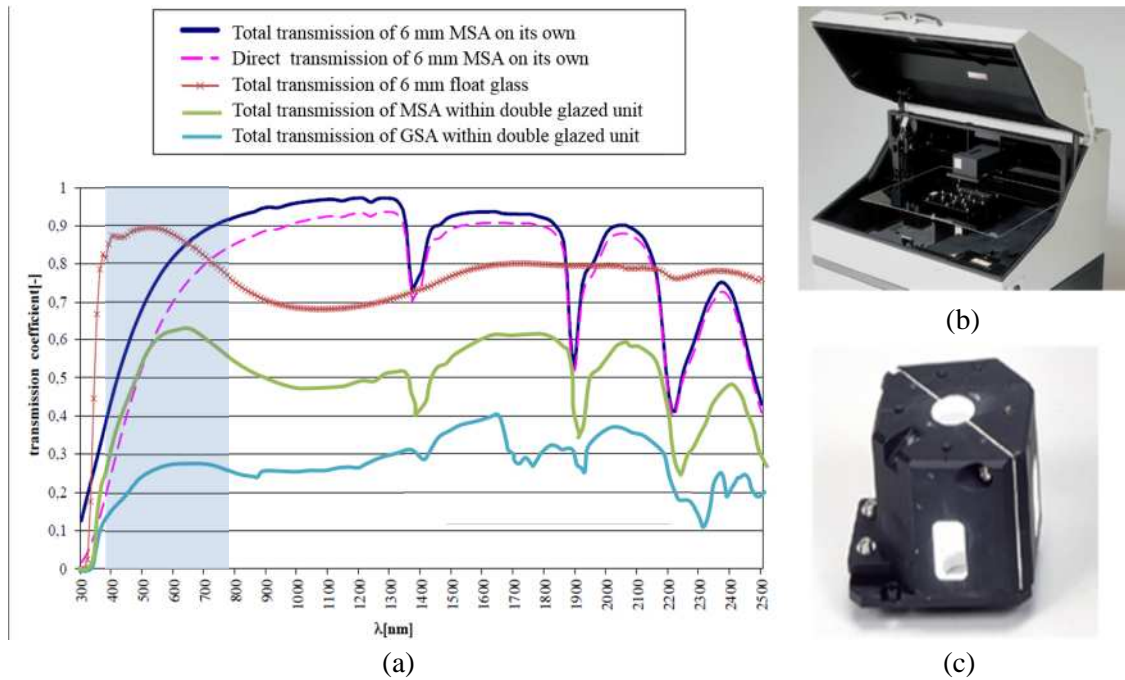 Total transmission of 6 mm MSA on its own
Direct transmission of 6 mm MSA on its own
Total transmission of 6 mm float glass
Total transmission of MSA within double glazed unit
Total transmission of GSA within double glazed unit
transmission coefficient[-]
1
0,9
0,8
0,7
0,6
0,5
0,4
0,3
0,2
0,1
0
300 400 500 600 700 800 900 1000 1100 1200 1300 1400 1500 1600 1700 1800 1900 2000 2100 2200 2300 2400 2500
λ[nm]
(a)
(b)
(c)